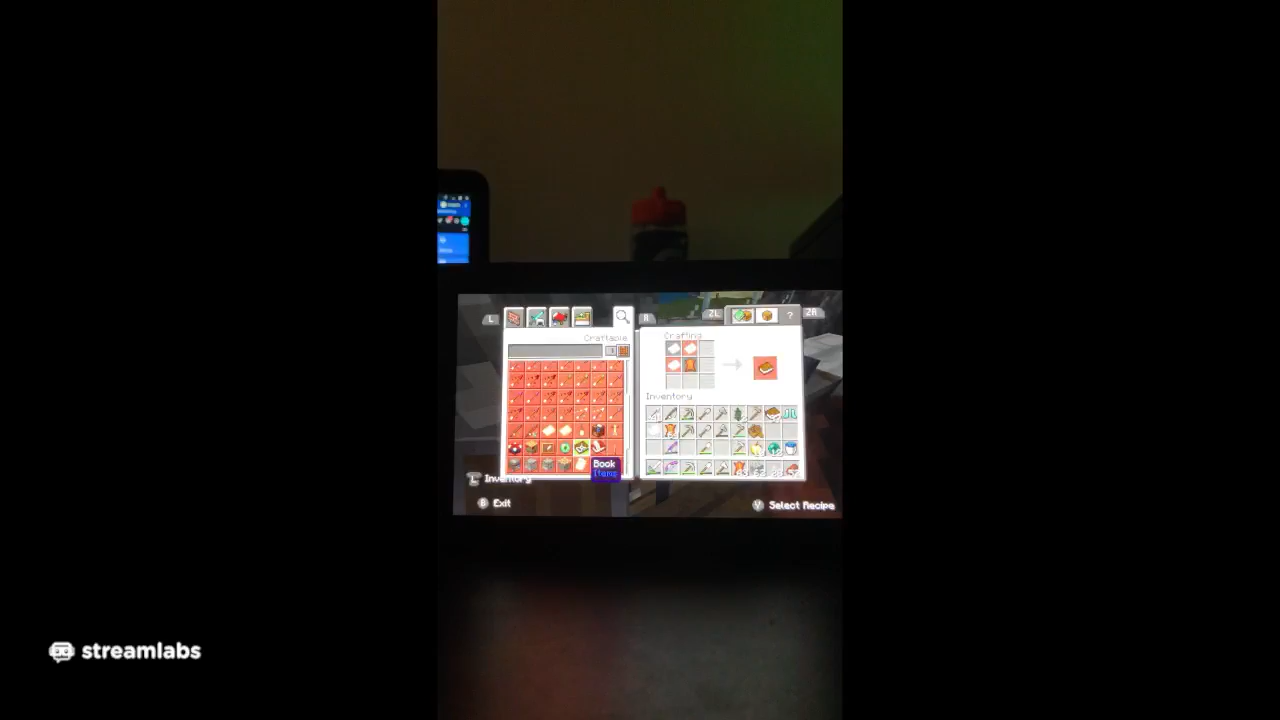 L
R
ZL
?
ZR
Craftable
Crafting
Inventory
Book
Items
Inventory
B Exit
Y Select Recipe
streamlabs